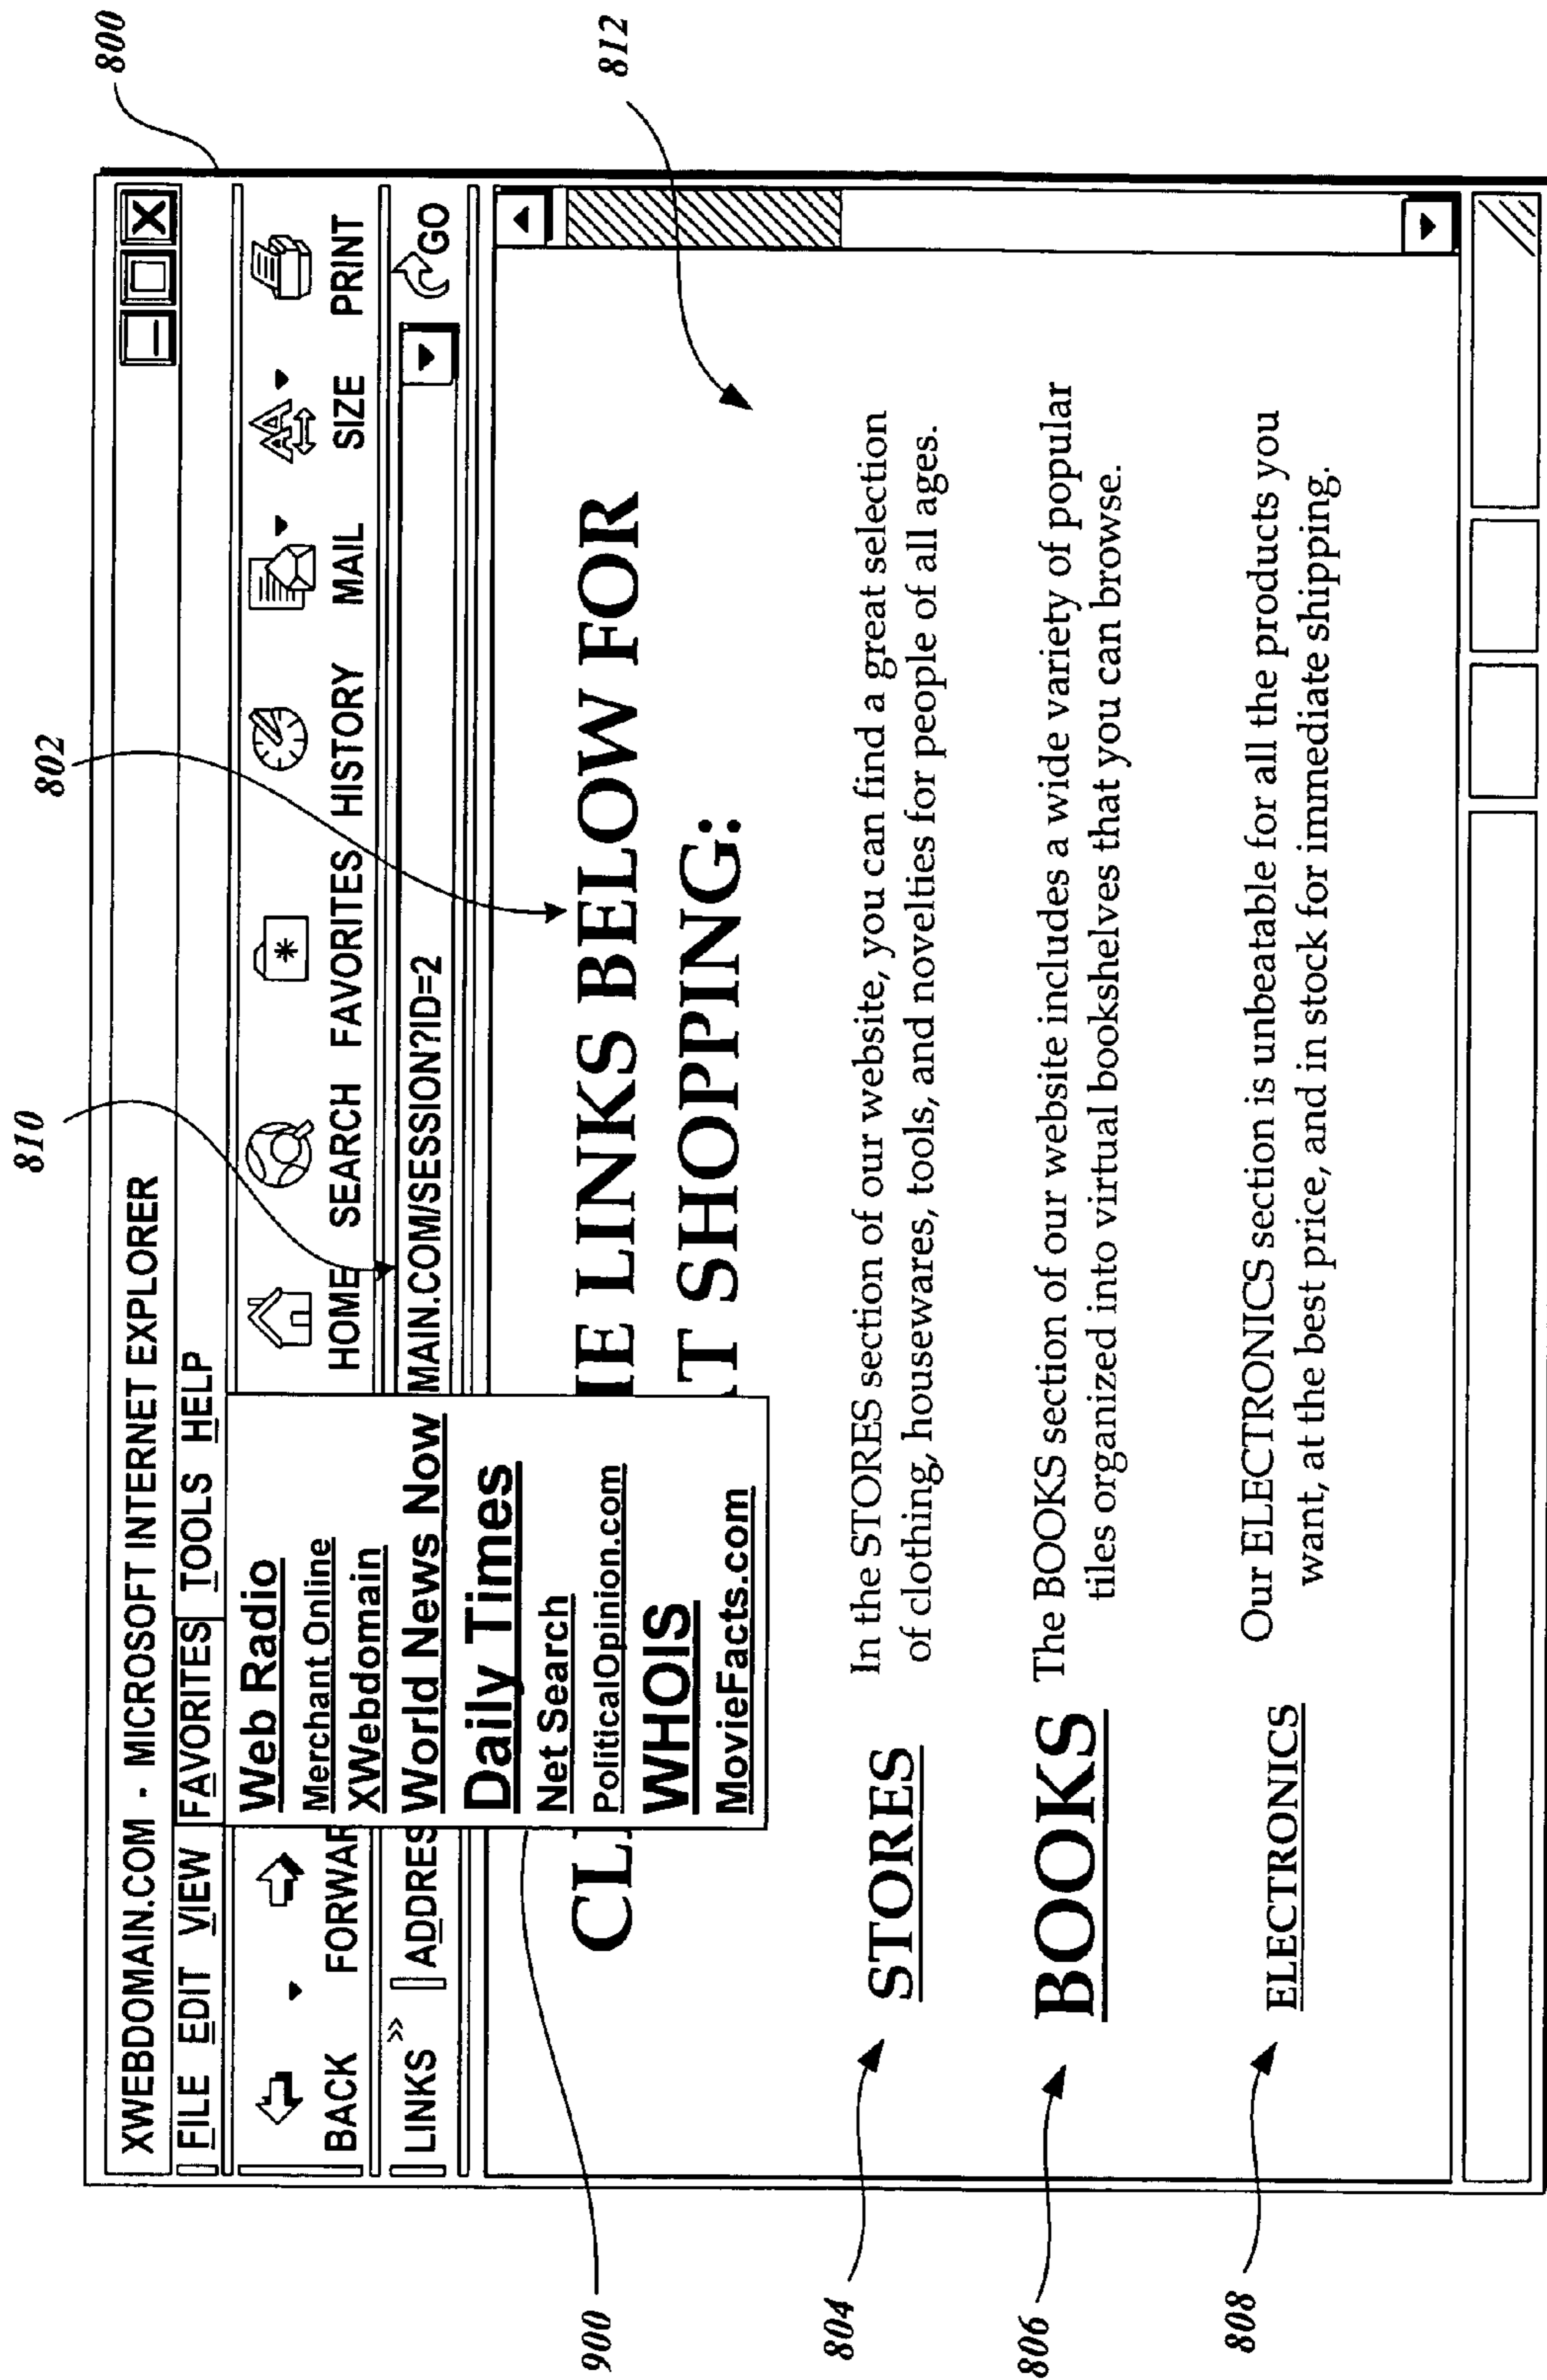 800
802
810
812
XWEBDOMAIN.COM - MICROSOFT INTERNET EXPLORER
FILE EDIT VIEW FAVORITES TOOLS HELP
BACK FORWAR HOME SEARCH FAVORITES HISTORY MAIL SIZE PRINT
LINKS >> ADDRES MAIN.COM/SESSION?ID=2 GO
Web Radio
Merchant Online
XWebdomain
World News Now
Daily Times
Net Search
PoliticalOpinion.com
WHOIS
MovieFacts.com
900
CL IE LINKS BELOW FOR
T SHOPPING:
804
STORES
In the STORES section of our website, you can find a great selection
of clothing, housewares, tools, and novelties for people of all ages.
806
BOOKS
The BOOKS section of our website includes a wide variety of popular
tiles organized into virtual bookshelves that you can browse.
808
ELECTRONICS
Our ELECTRONICS section is unbeatable for all the products you
want, at the best price, and in stock for immediate shipping.